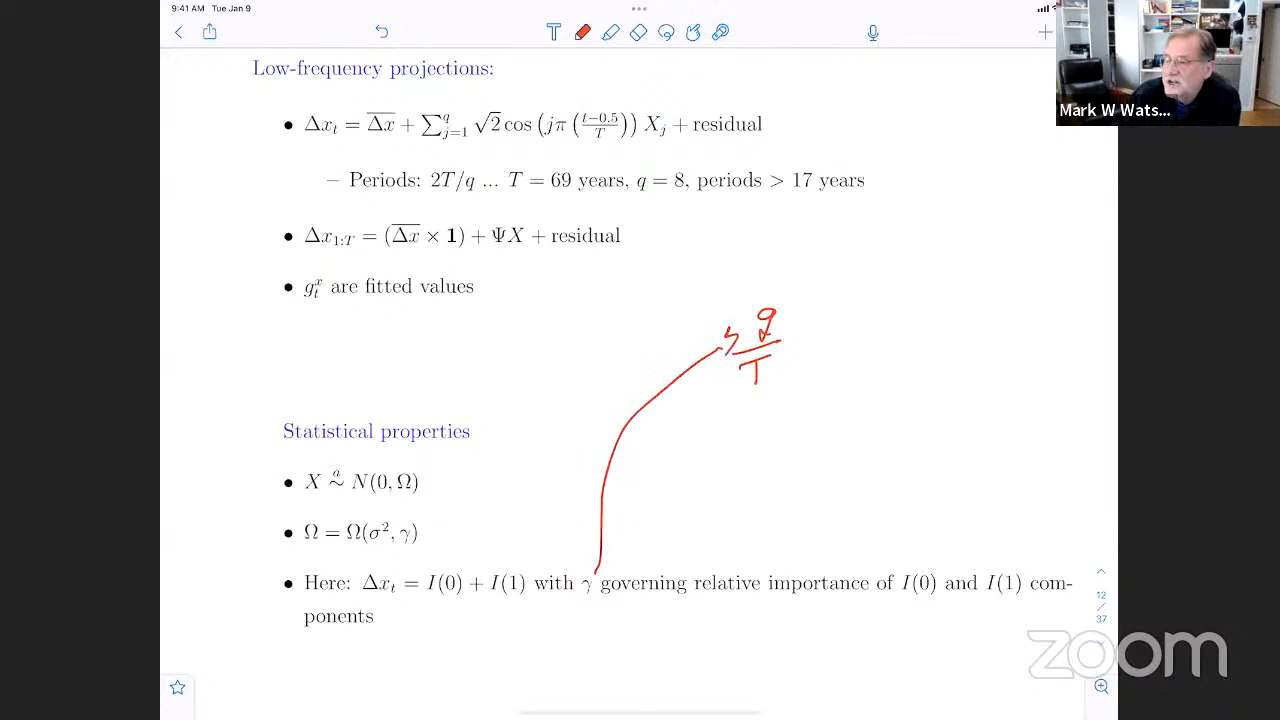 9:41 AM Tue Jan 9
Low-frequency projections:
• Δx_t = \overline{Δx} + ∑_{j=1}^{q} √2 cos (jπ (\frac{t−0.5}{T})) X_j + residual
– Periods: 2T/q ... T = 69 years, q = 8, periods > 17 years
• Δx_{1:T} = (\overline{Δx} × 1) + ΨX + residual
• g_t^x are fitted values
q
T
Statistical properties
• X \overset{a}{∼} N(0, Ω)
• Ω = Ω(σ², γ)
• Here: Δx_t = I(0) + I(1) with γ governing relative importance of I(0) and I(1) com-
ponents
Mark W Wats...
12
/
37
zoom